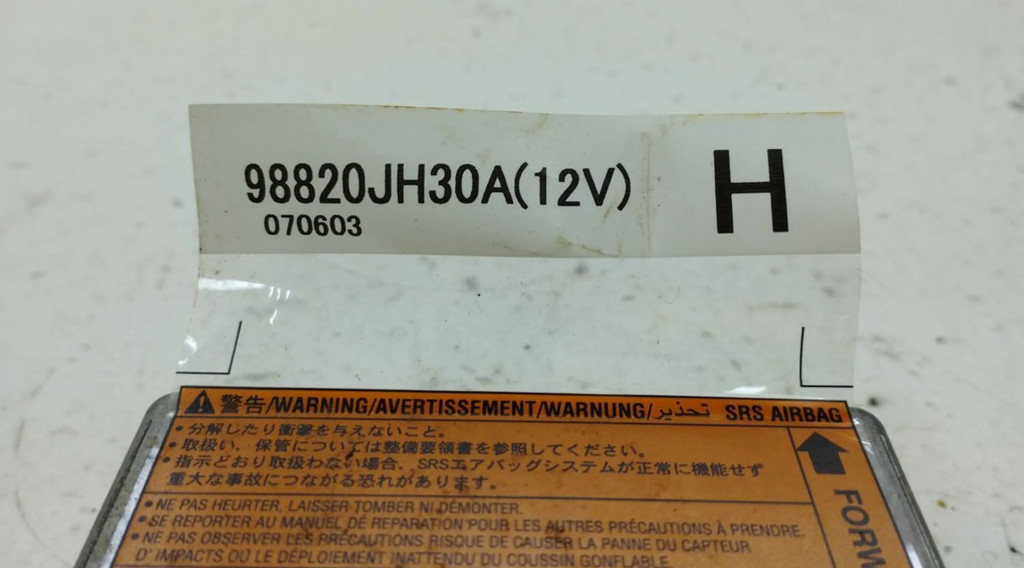 98820JH30A(12V) H
070603
警告/WARNING/AVERTISSEMENT/WARNUNG/تحذير SRS AIRBAG
・分解したり衝撃を与えないこと。
・取扱い、保管については整備要領書を参照してください。
・指示どおり取扱わない場合、SRSエアバッグシステムが正常に機能せず
重大な事故につながる恐れがあります。
•NE PAS HEURTER, LAISSER TOMBER NI DÉMONTER.
•SE REPORTER AU MANUEL DE REPARATION POUR LES AUTRES PRÉCAUTIONS À PRENDRE.
•NE PAS OBSERVER LES PRÉCAUTIONS RISQUE DE CAUSER LA PANNE DU CAPTEUR
D'IMPACTS OU LE DÉPLOIEMENT INATTENDU DU COUSSIN GONFLABLE
FORW